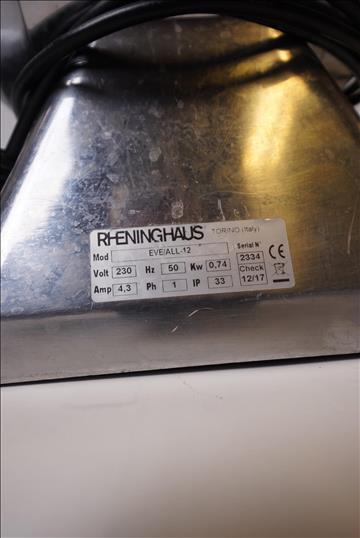 RHENINGHAUS TORINO (Italy)
Mod EVE/ALL-12 Serial N°
Volt 230 Hz 50 Kw 0,74 2334 CE
Amp 4,3 Ph 1 IP 33 Check
12/17